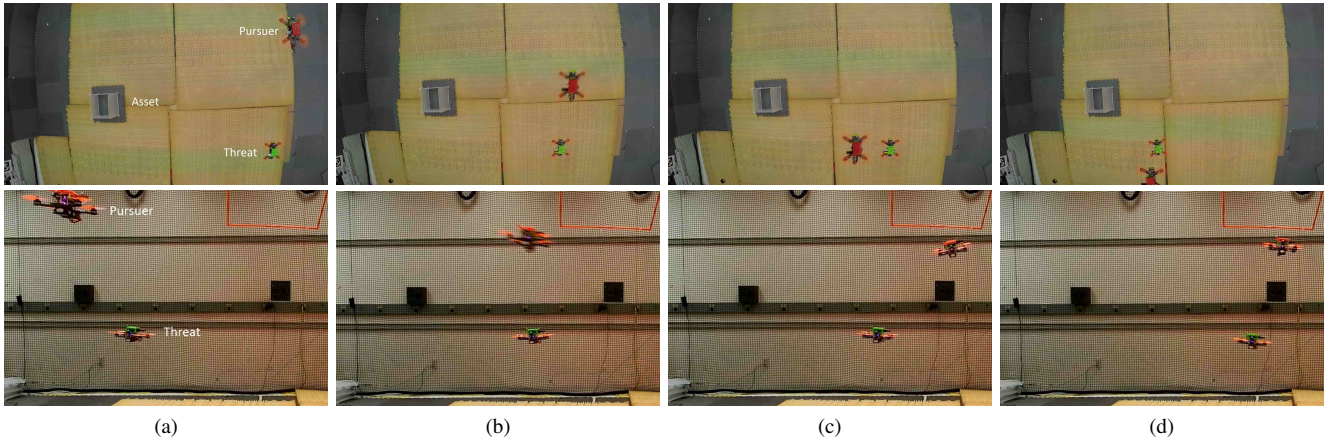 Pursuer
Asset
Threat
Pursuer
Threat
(a)
(b)
(c)
(d)